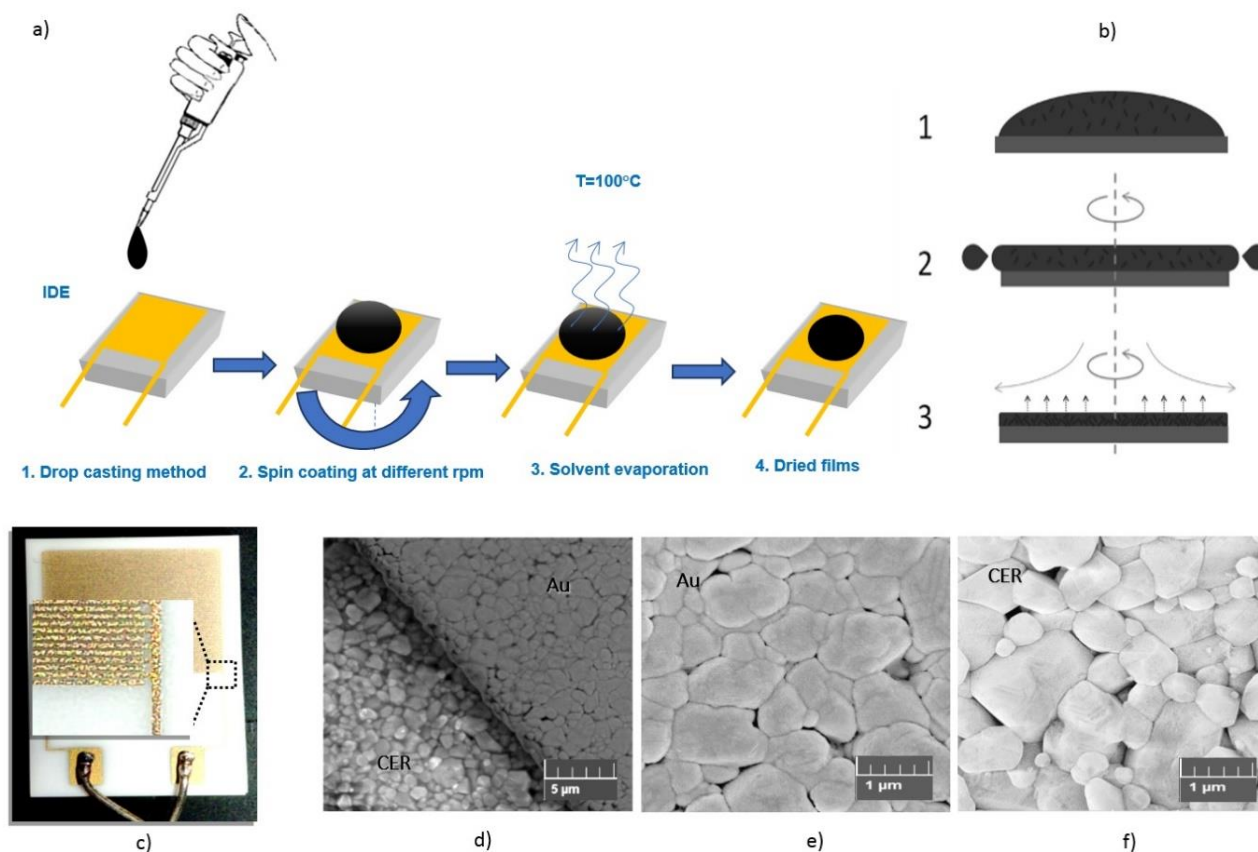 a)
b)
T=100°C
IDE
1. Drop casting method
2. Spin coating at different rpm
3. Solvent evaporation
4. Dried films
1
2
3
Au
CER
5 µm
Au
1 µm
CER
1 µm
c)
d)
e)
f)